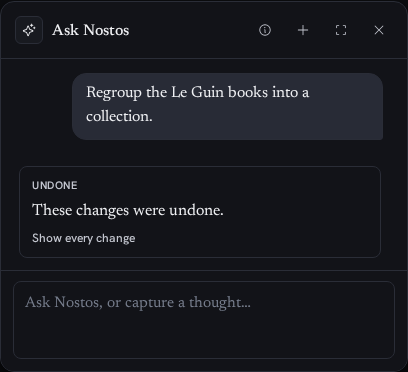 Ask Nostos
Regroup the Le Guin books into a
collection.
UNDONE
These changes were undone.
Show every change
Ask Nostos, or capture a thought…